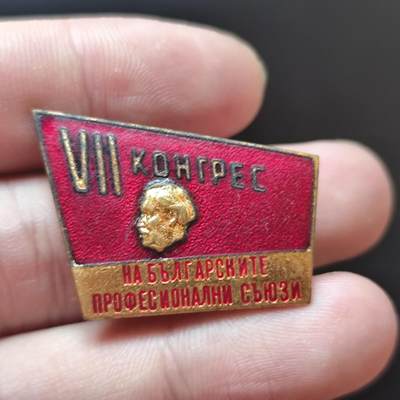 VII КОНГРЕС
НА БЪЛГАРСКИТЕ
ПРОФЕСИОНАЛНИ СЪЮЗИ